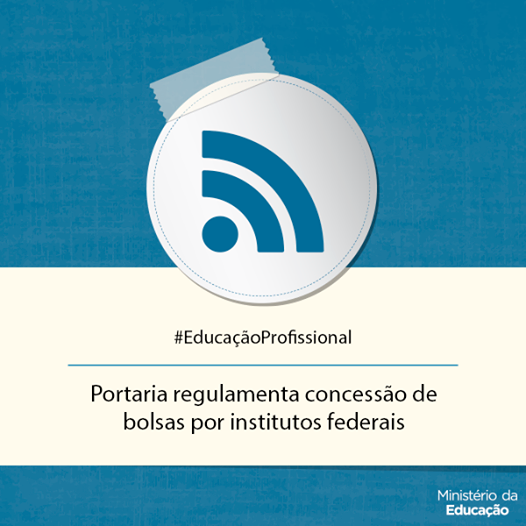 #EducaçãoProfissional
Portaria regulamenta concessão de
bolsas por institutos federais
Ministério da
Educação